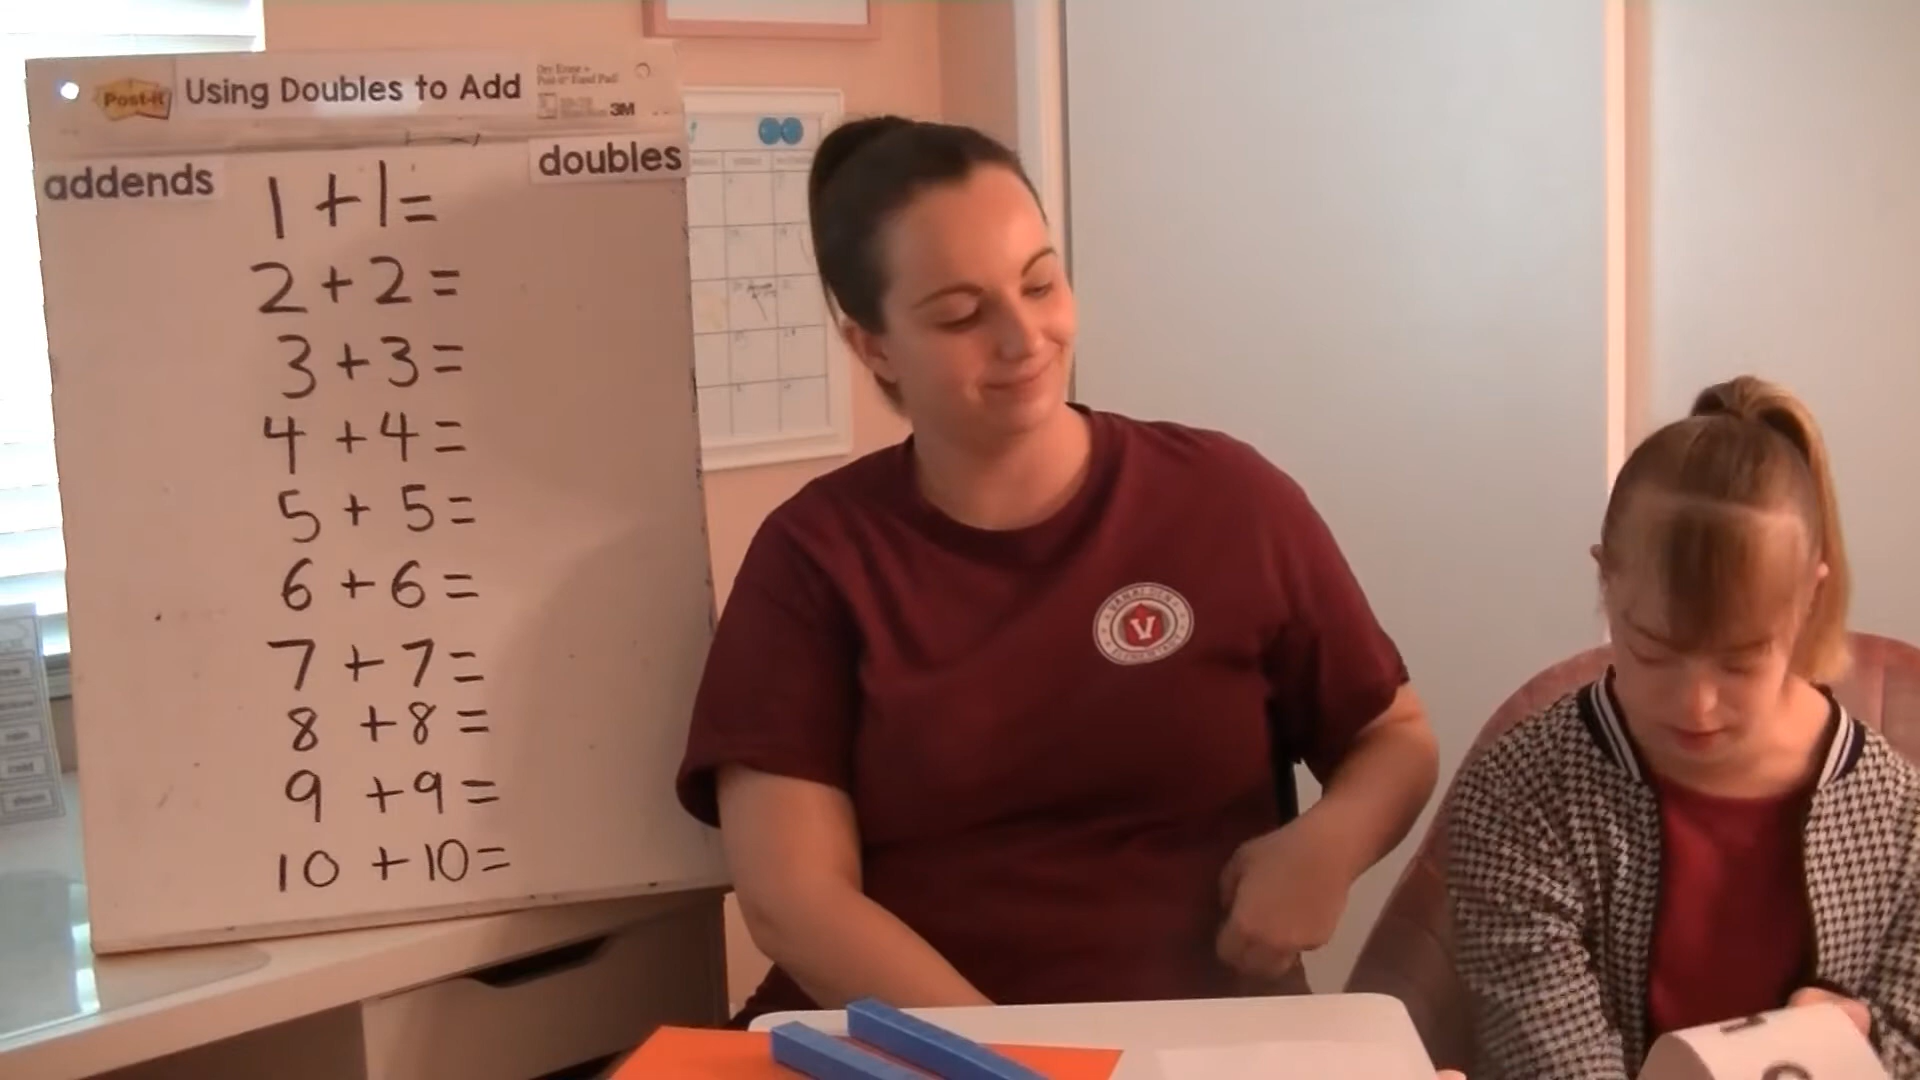 Post-it
Using Doubles to Add
3M
addends
doubles
1+1=
2+2=
3+3=
4+4=
5+5=
6+6=
7+7=
8+8=
9+9=
10+10=
V
ELEMENTARY